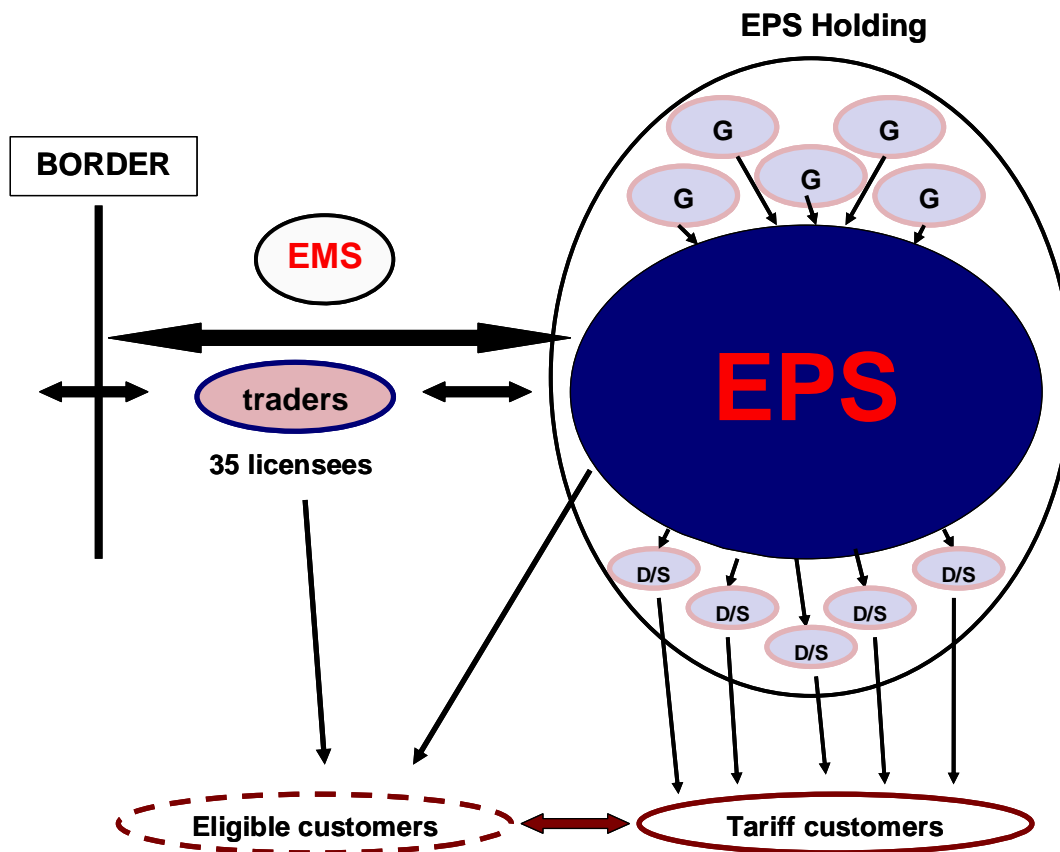 EPS Holding
G
G
G
G
G
BORDER
EMS
EPS
traders
35 licensees
D/S
D/S
D/S
D/S
D/S
Eligible customers
Tariff customers